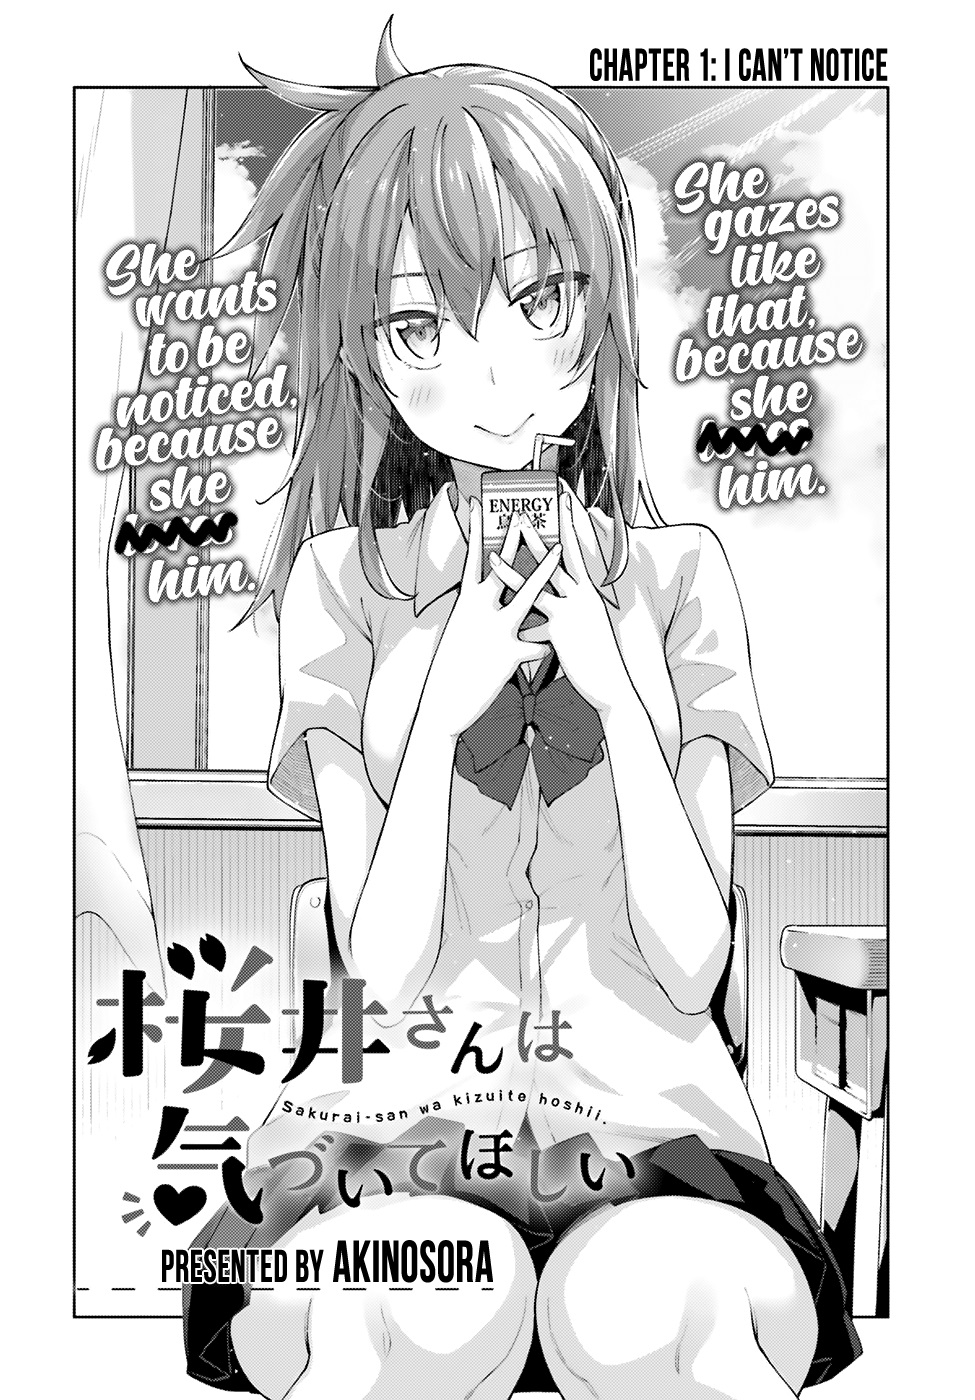 CHAPTER 1: I CAN'T NOTICE
She
gazes
like
that,
because
she
him.
She
wants
to be
noticed,
because
she
him.
ENERGY
桜井さんは
Sakurai-san wa kizuite hoshii.
気づいてほしい
PRESENTED BY AKINOSORA